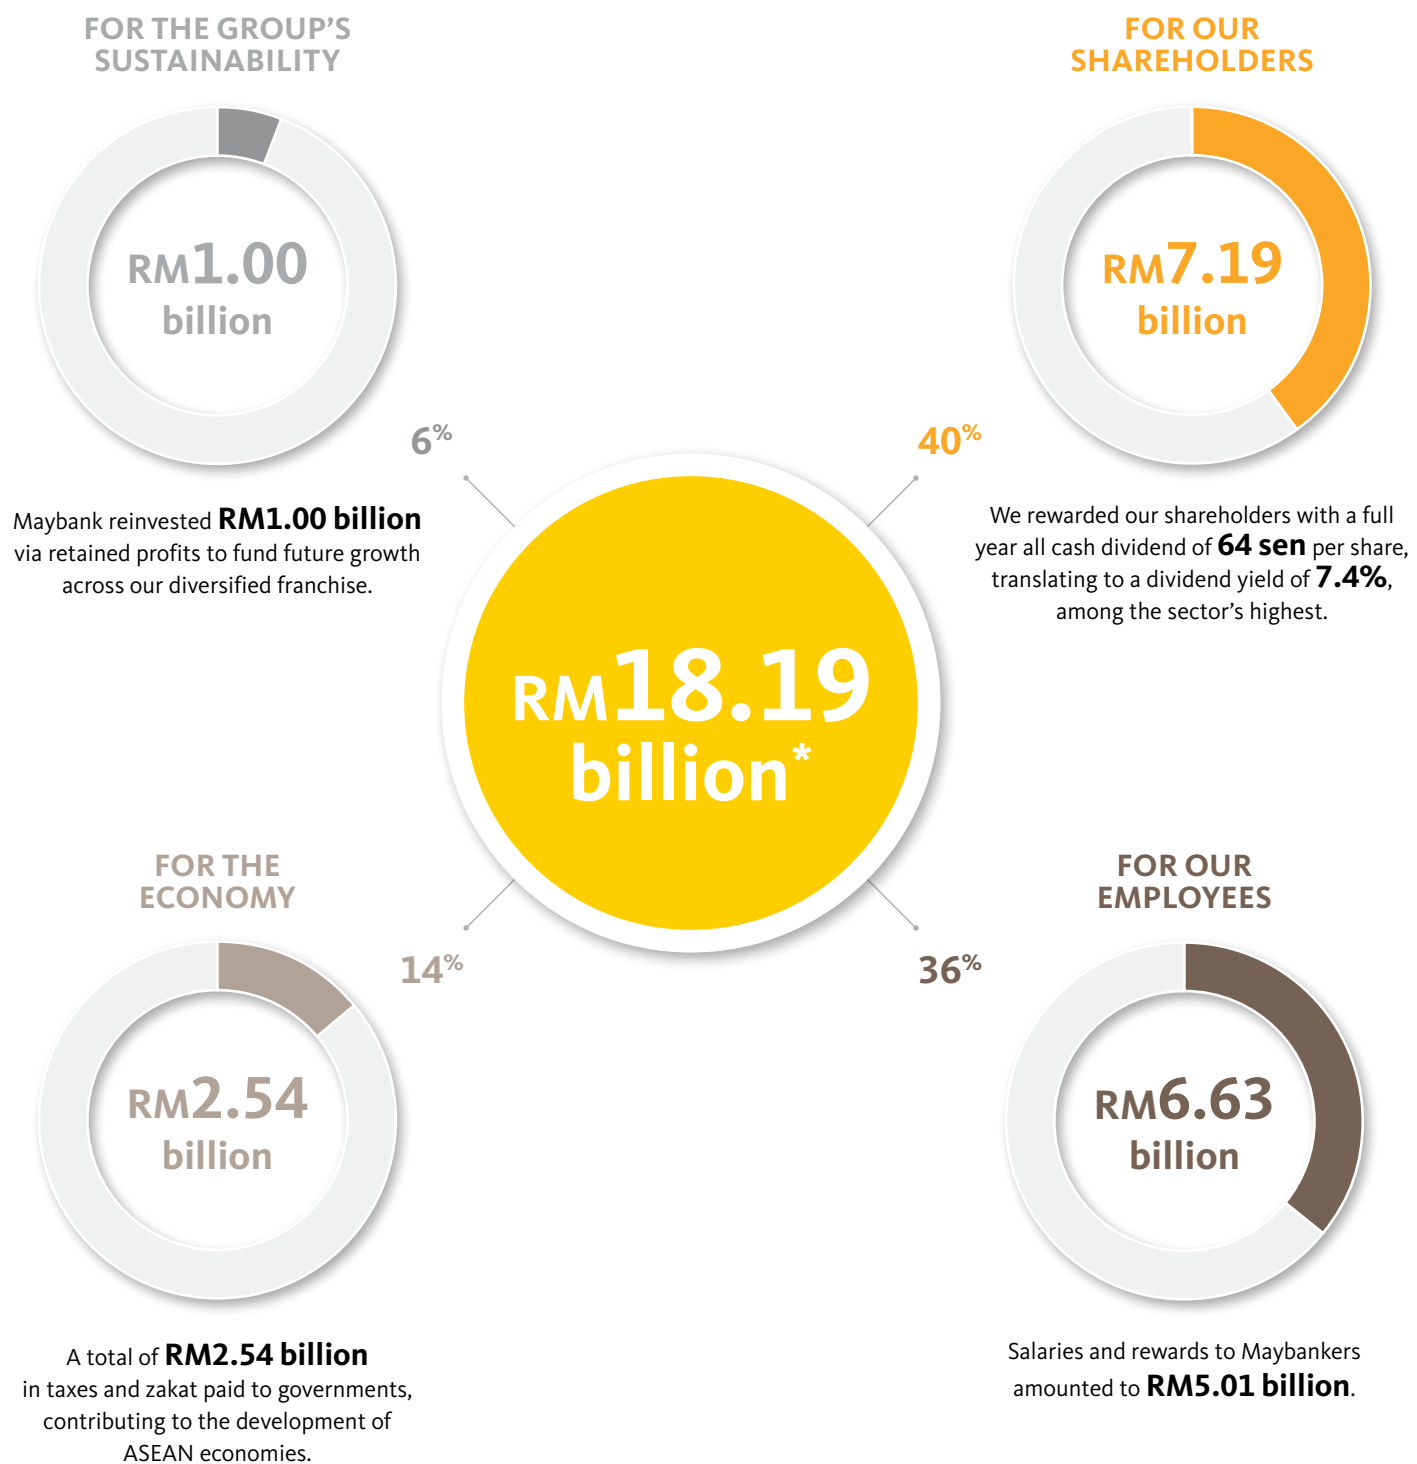 FOR THE GROUP'S
SUSTAINABILITY
RM1.00
billion
6%
Maybank reinvested RM1.00 billion
via retained profits to fund future growth
across our diversified franchise.
FOR OUR
SHAREHOLDERS
RM7.19
billion
40%
We rewarded our shareholders with a full
year all cash dividend of 64 sen per share,
translating to a dividend yield of 7.4%,
among the sector's highest.
RM18.19
billion*
FOR THE
ECONOMY
14%
RM2.54
billion
A total of RM2.54 billion
in taxes and zakat paid to governments,
contributing to the development of
ASEAN economies.
FOR OUR
EMPLOYEES
36%
RM6.63
billion
Salaries and rewards to Maybankers
amounted to RM5.01 billion.